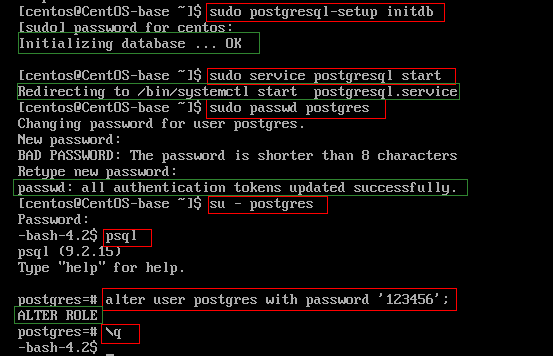 [centos@CentOS-base ~]$ sudo postgresql-setup initdb
[sudo] password for centos:
Initializing database ... OK
[centos@CentOS-base ~]$ sudo service postgresql start
Redirecting to /bin/systemctl start  postgresql.service
[centos@CentOS-base ~]$ sudo passwd postgres
Changing password for user postgres.
New password:
BAD PASSWORD: The password is shorter than 8 characters
Retype new password:
passwd: all authentication tokens updated successfully.
[centos@CentOS-base ~]$ su - postgres
Password:
-bash-4.2$ psql
psql (9.2.15)
Type "help" for help.
postgres=# alter user postgres with password '123456';
ALTER ROLE
postgres=# \q
-bash-4.2$